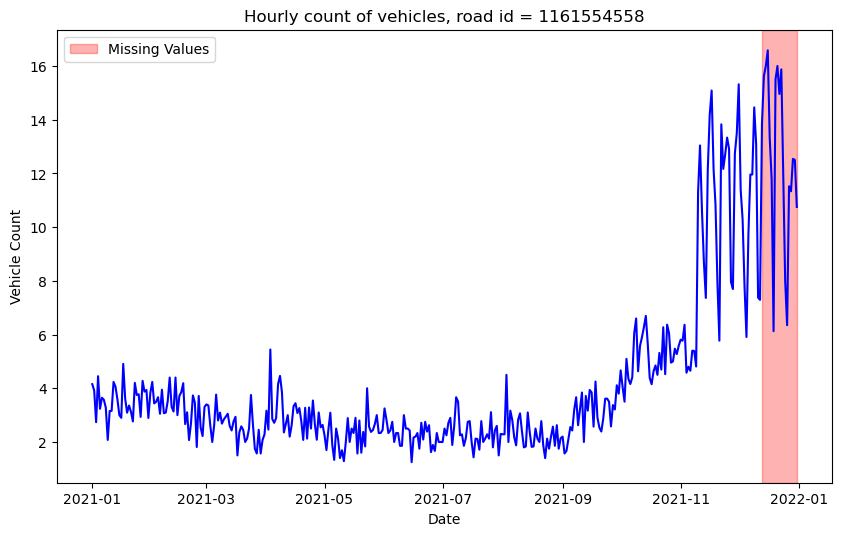 Hourly count of vehicles, road id = 1161554558
Missing Values
Vehicle Count
16
14
12
10
8
6
4
2
2021-01 2021-03 2021-05 2021-07 2021-09 2021-11 2022-01
Date